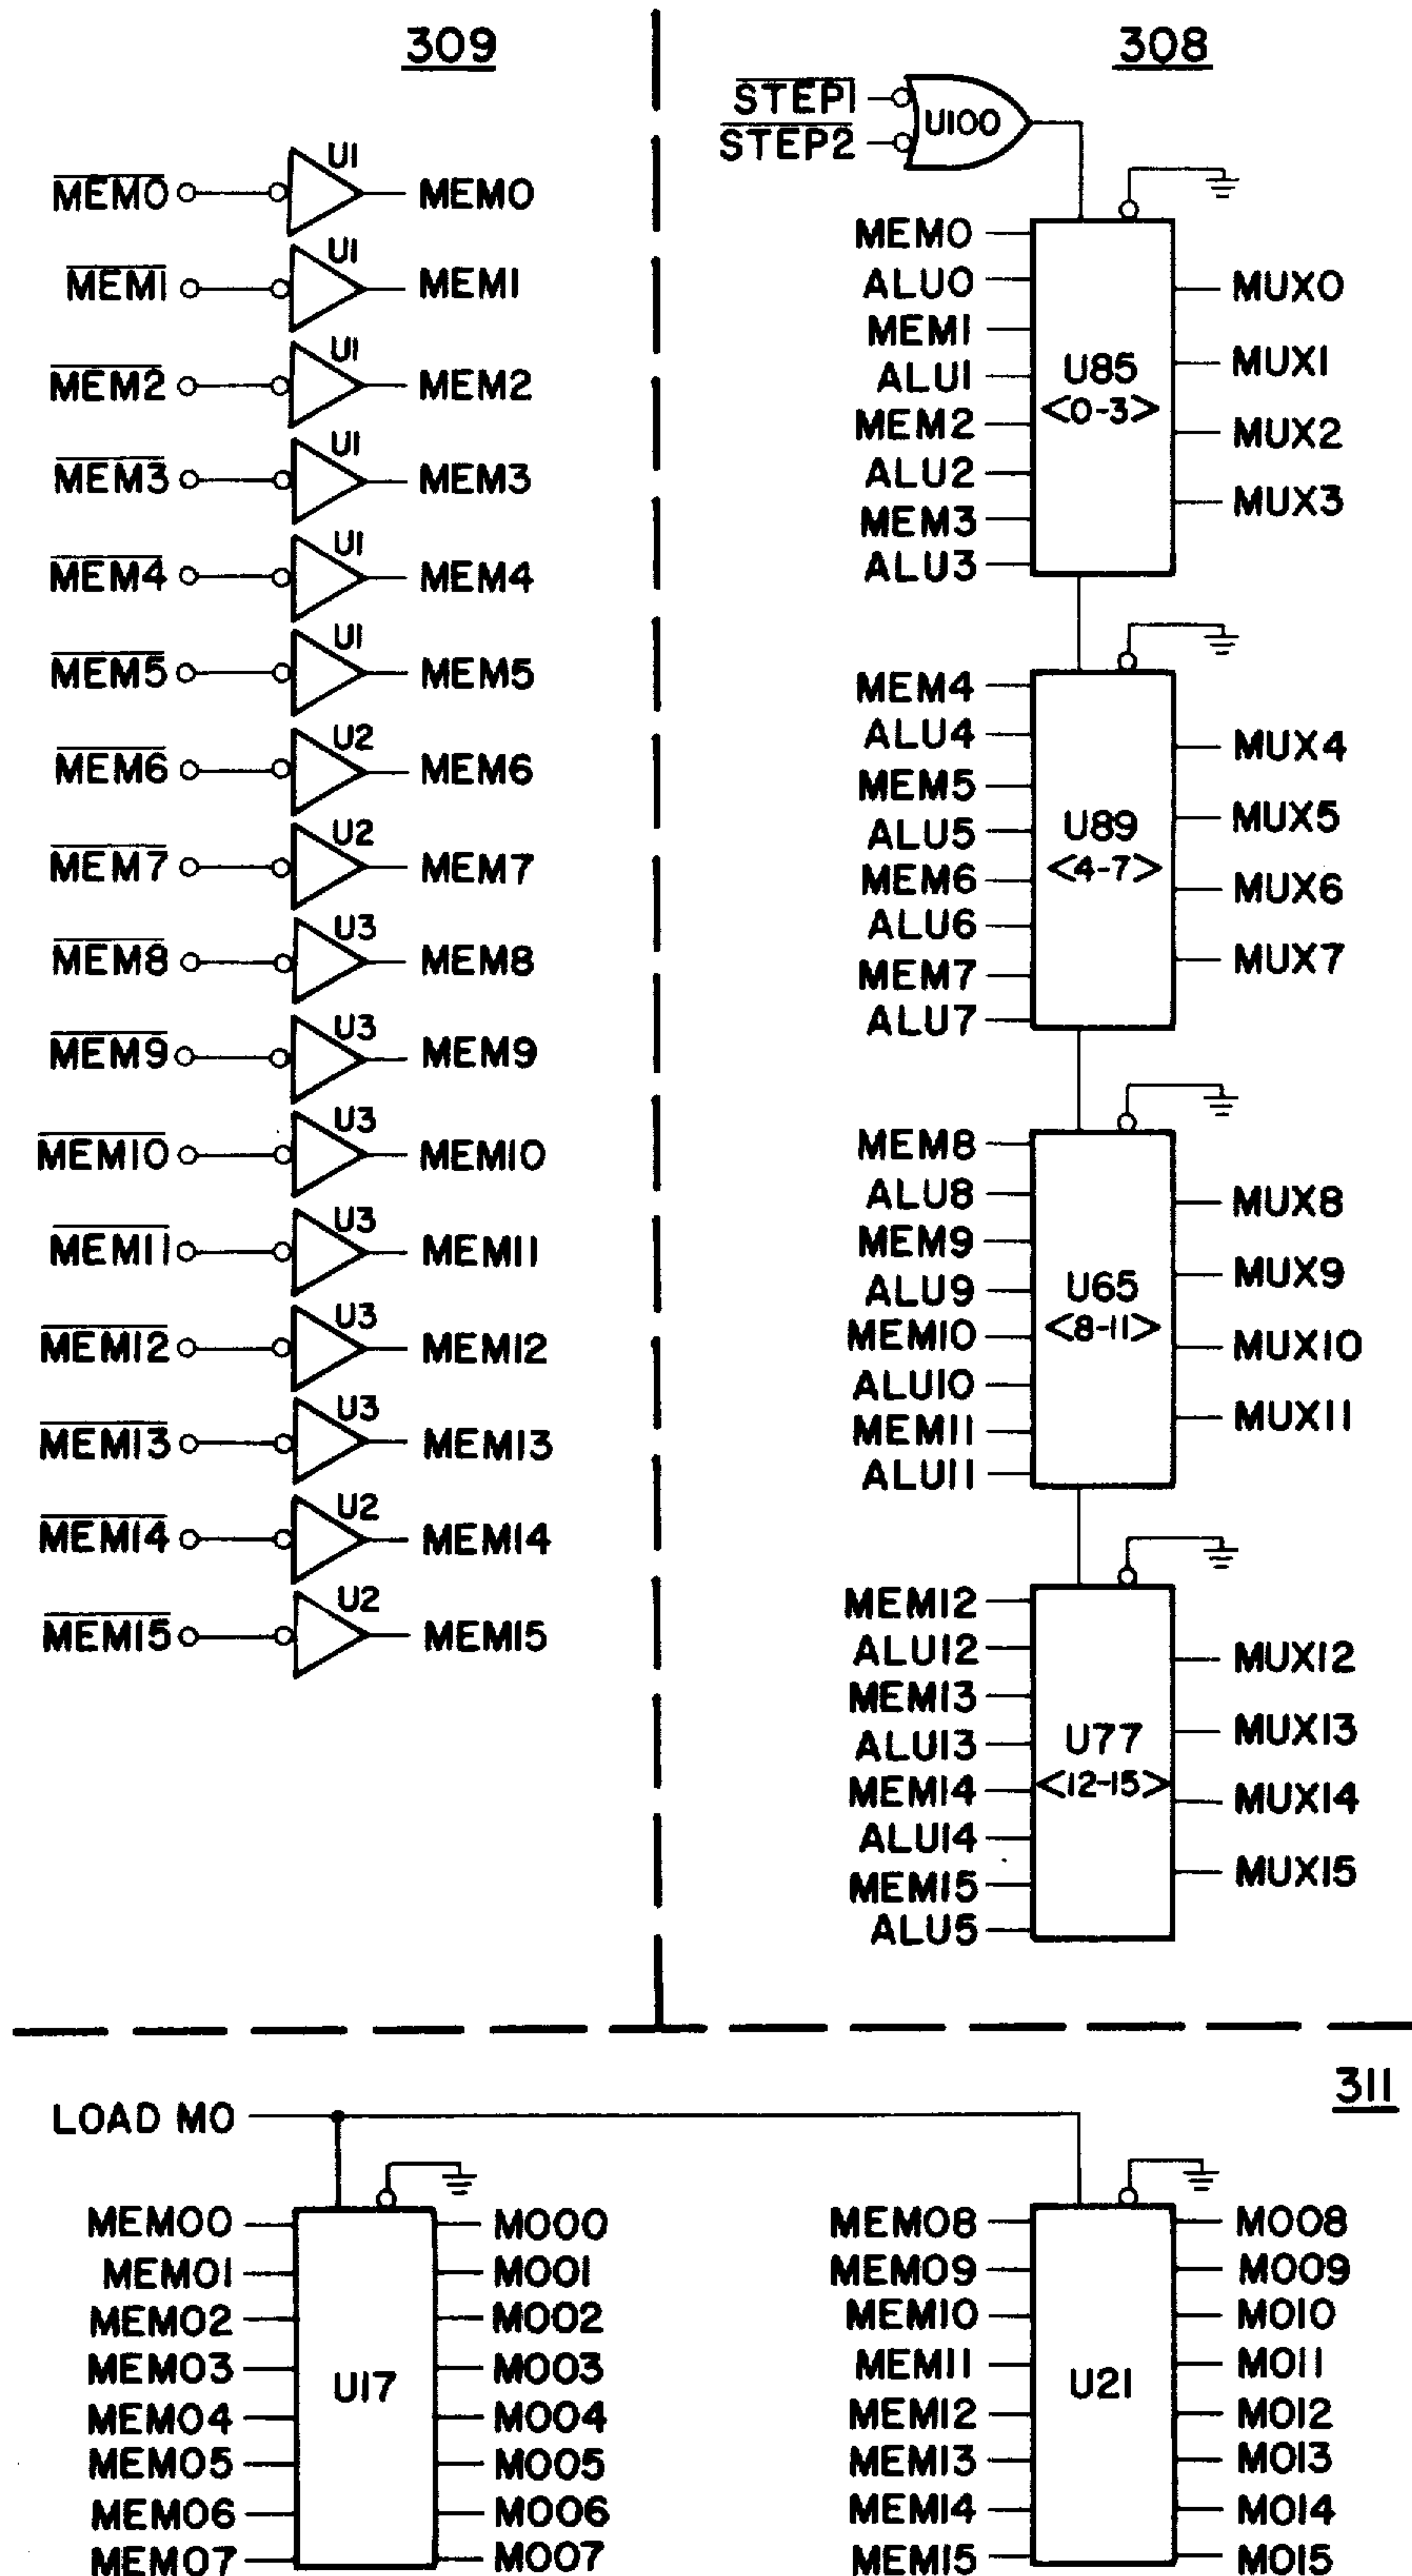 309
U1
MEM0 MEM0
U1
MEM1 MEM1
U1
MEM2 MEM2
U1
MEM3 MEM3
U1
MEM4 MEM4
U1
MEM5 MEM5
U2
MEM6 MEM6
U2
MEM7 MEM7
U3
MEM8 MEM8
U3
MEM9 MEM9
U3
MEM10 MEM10
U3
MEM11 MEM11
U3
MEM12 MEM12
U3
MEM13 MEM13
U2
MEM14 MEM14
U2
MEM15 MEM15
308
STEP1
STEP2
U100
MEM0
ALU0
MEM1
ALU1
MEM2
ALU2
MEM3
ALU3
U85
<0-3>
MUX0
MUX1
MUX2
MUX3
MEM4
ALU4
MEM5
ALU5
MEM6
ALU6
MEM7
ALU7
U89
<4-7>
MUX4
MUX5
MUX6
MUX7
MEM8
ALU8
MEM9
ALU9
MEM10
ALU10
MEM11
ALU11
U65
<8-11>
MUX8
MUX9
MUX10
MUX11
MEM12
ALU12
MEM13
ALU13
MEM14
ALU14
MEM15
ALU5
U77
<12-15>
MUX12
MUX13
MUX14
MUX15
311
LOAD MO
MEM00
MEM01
MEM02
MEM03
MEM04
MEM05
MEM06
MEM07
U17
MO00
MO01
MO02
MO03
MO04
MO05
MO06
MO07
MEM08
MEM09
MEM10
MEM11
MEM12
MEM13
MEM14
MEM15
U21
MO08
MO09
MO10
MO11
MO12
MO13
MO14
MO15